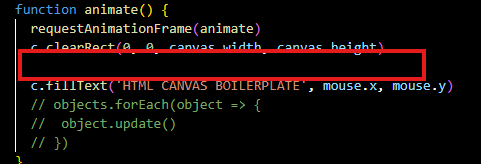 function animate() {
requestAnimationFrame(animate)
c.clearRect(0, 0, canvas.width, canvas.height)
c.fillText('HTML CANVAS BOILERPLATE', mouse.x, mouse.y)
// objects.forEach(object => {
//  object.update()
// })
}